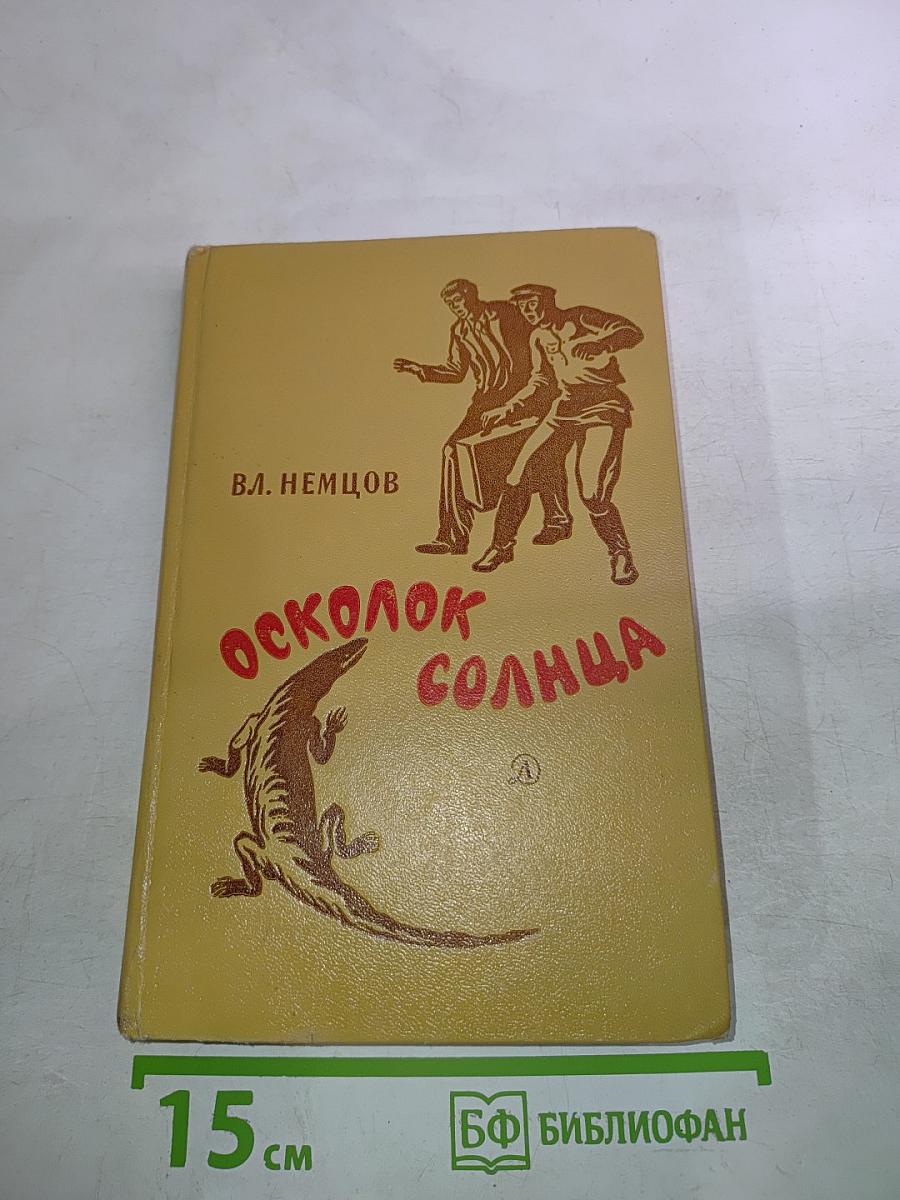 ВЛ. НЕМЦОВ
ОСКОЛОК
СОЛНЦА
15 см
БФ БИБЛИОФАН